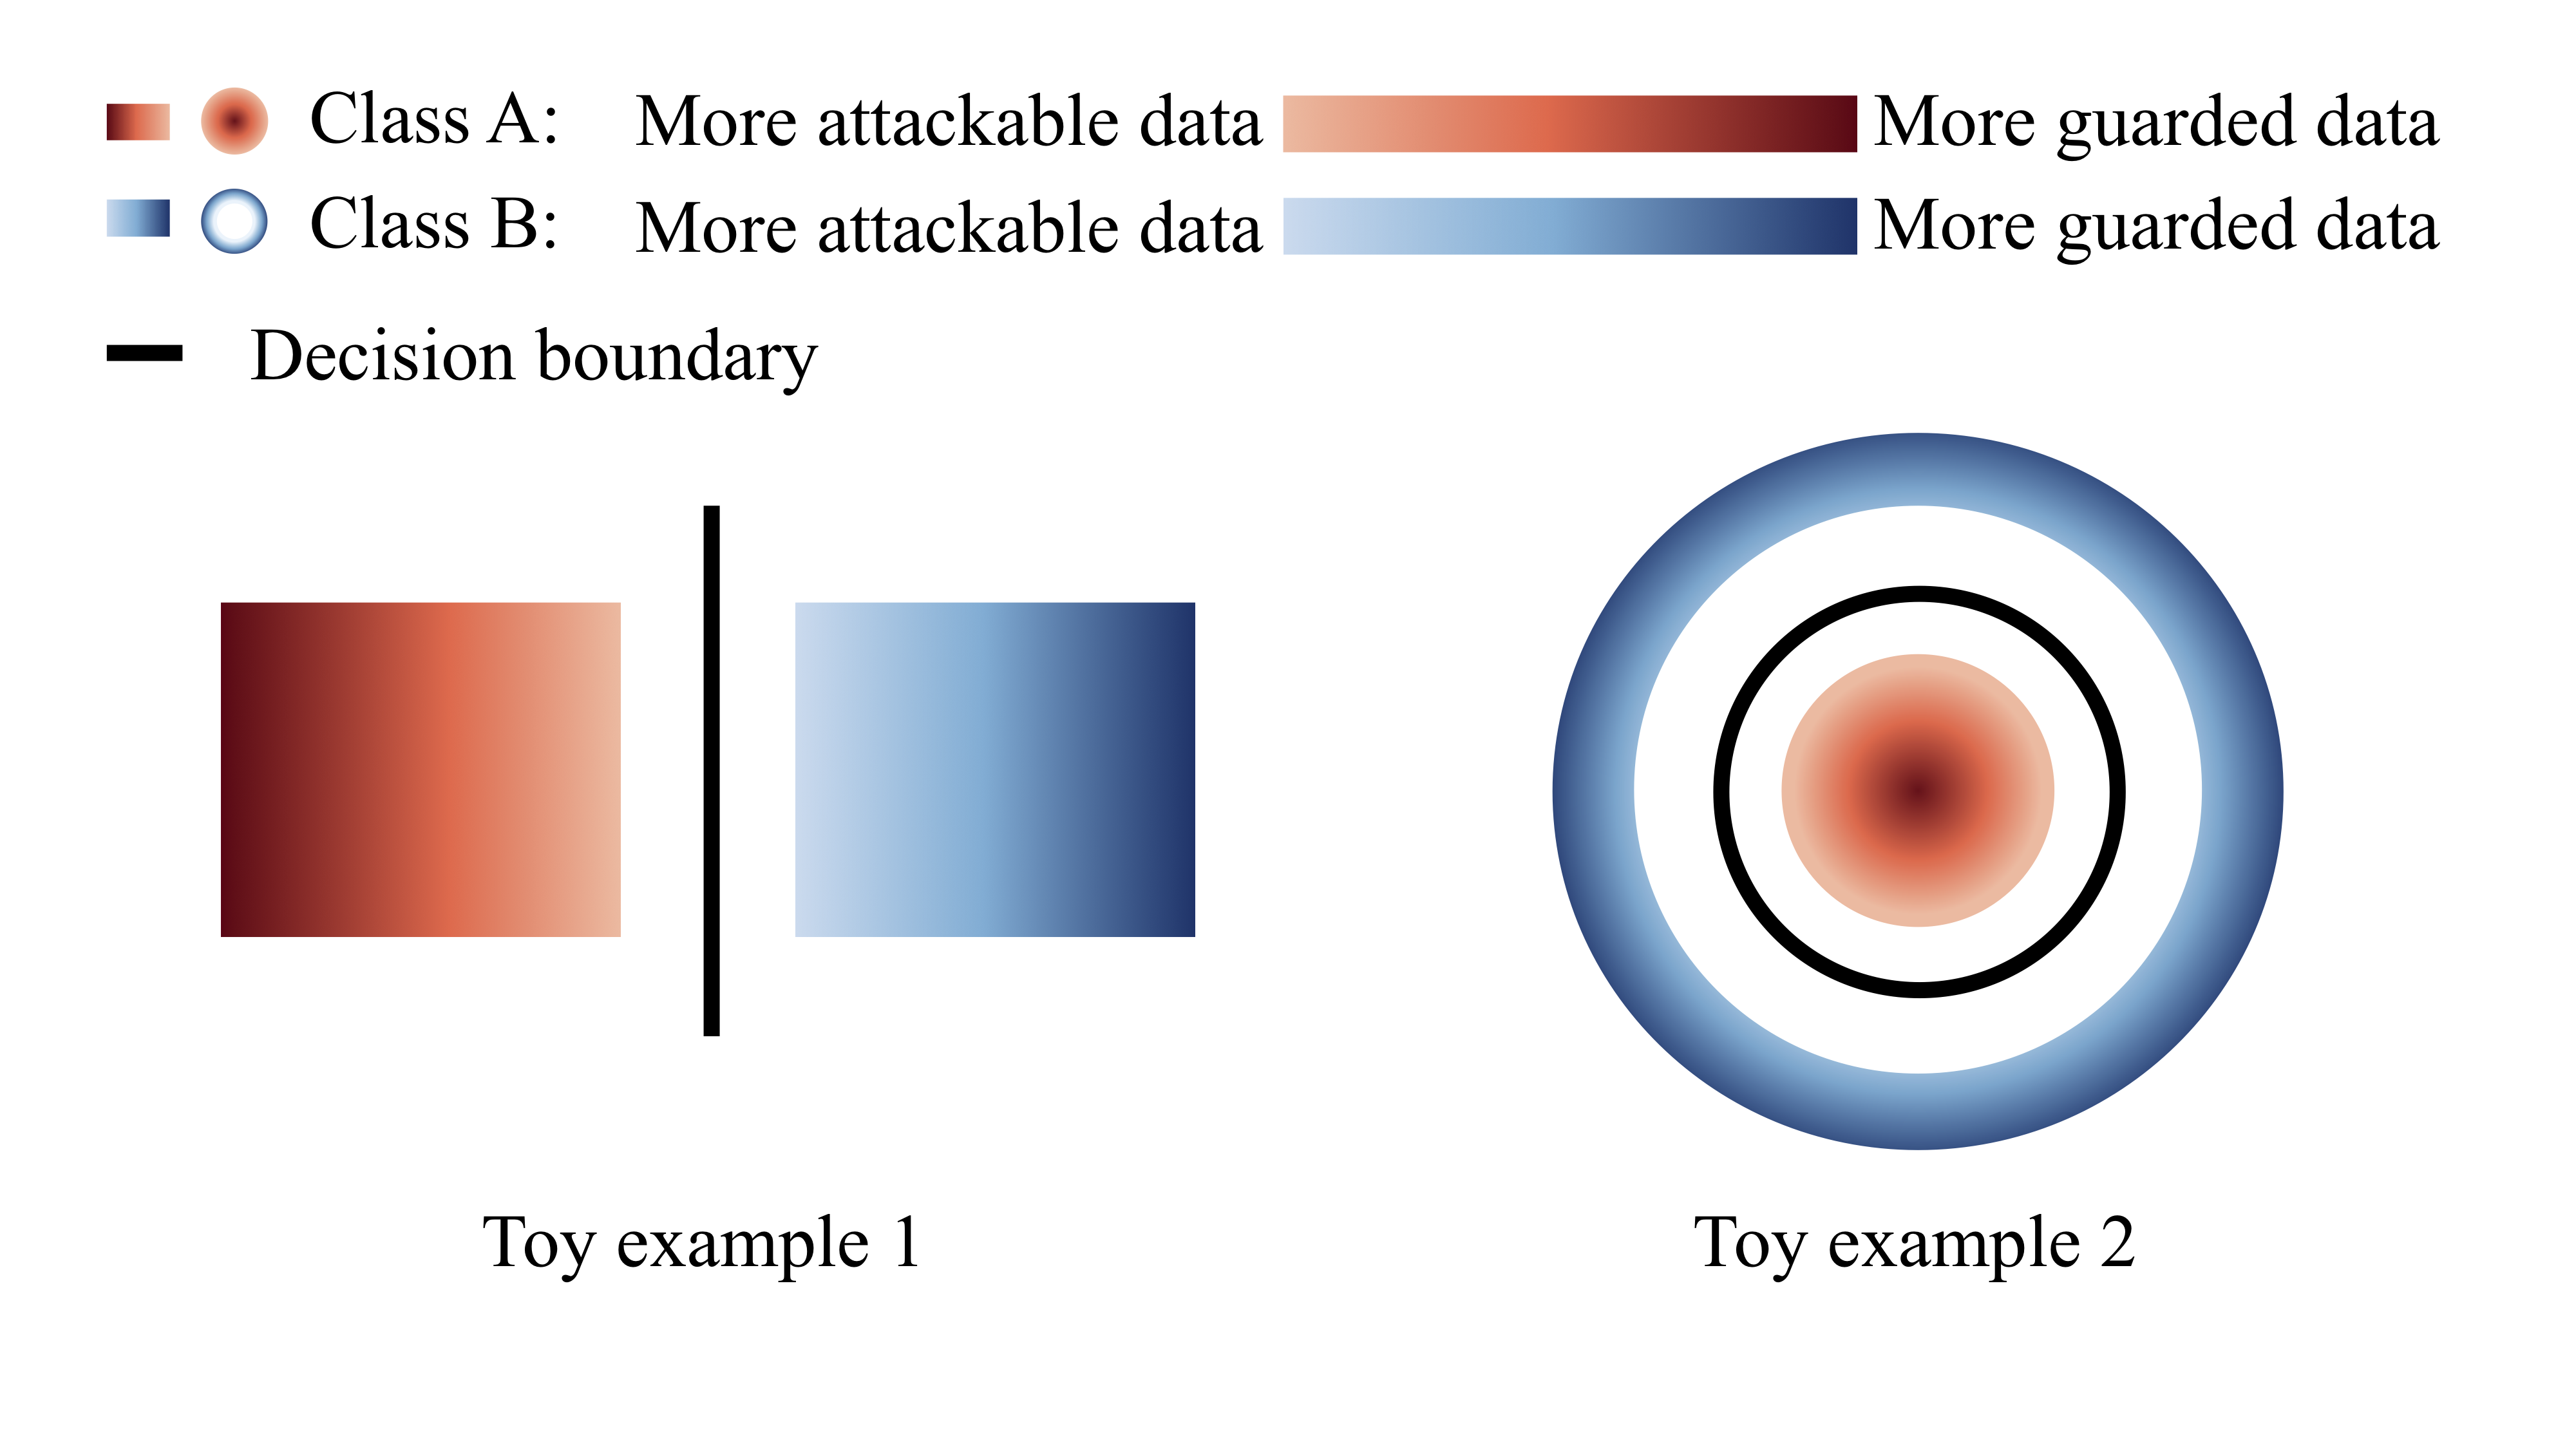 Class A: More attackable data More guarded data
Class B: More attackable data More guarded data
Decision boundary
Toy example 1
Toy example 2